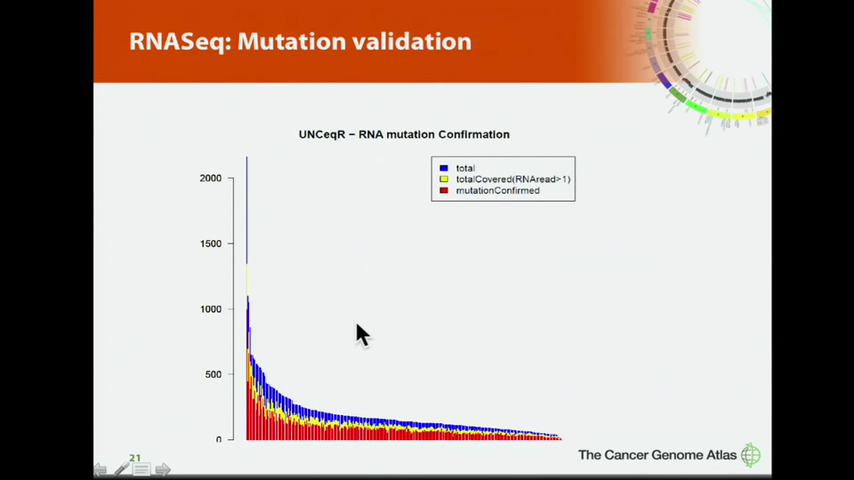 RNASeq: Mutation validation
UNCeqR − RNA mutation Confirmation
total
totalCovered(RNAread>1)
mutationConfirmed
2000
1500
1000
500
0
21
The Cancer Genome Atlas